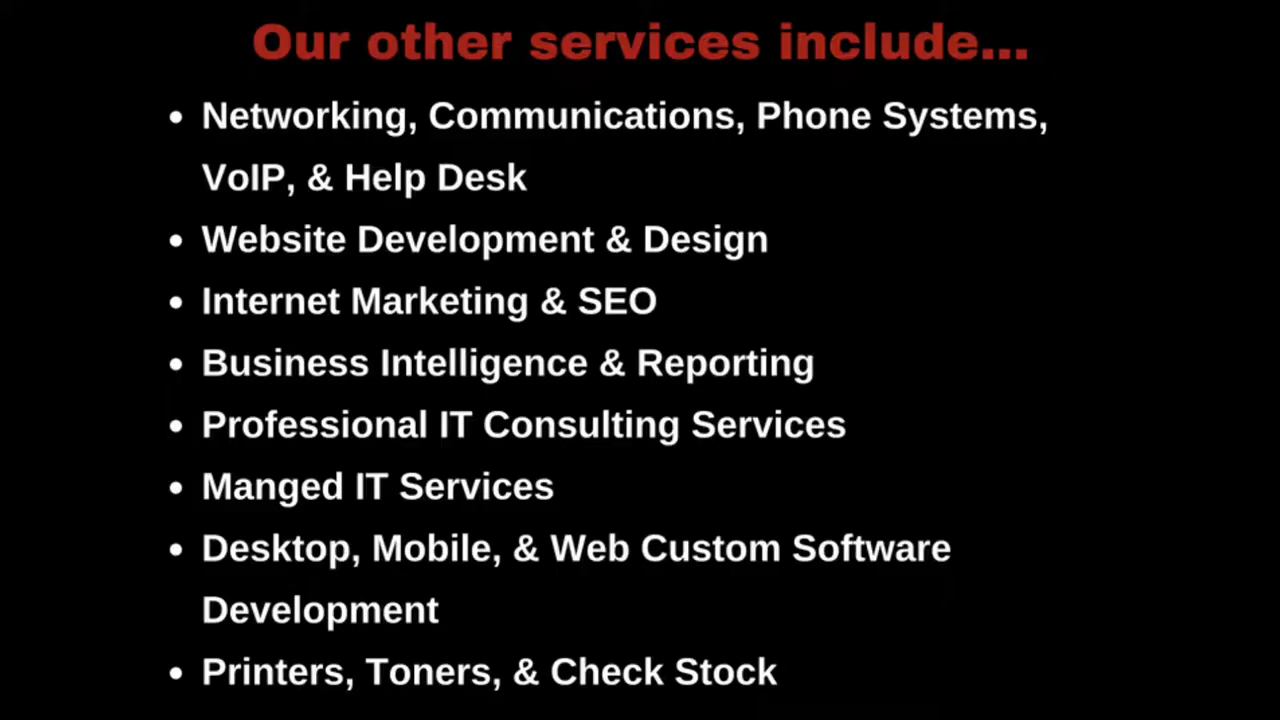 Our other services include...
• Networking, Communications, Phone Systems,
VoIP, & Help Desk
• Website Development & Design
• Internet Marketing & SEO
• Business Intelligence & Reporting
• Professional IT Consulting Services
• Manged IT Services
• Desktop, Mobile, & Web Custom Software
Development
• Printers, Toners, & Check Stock